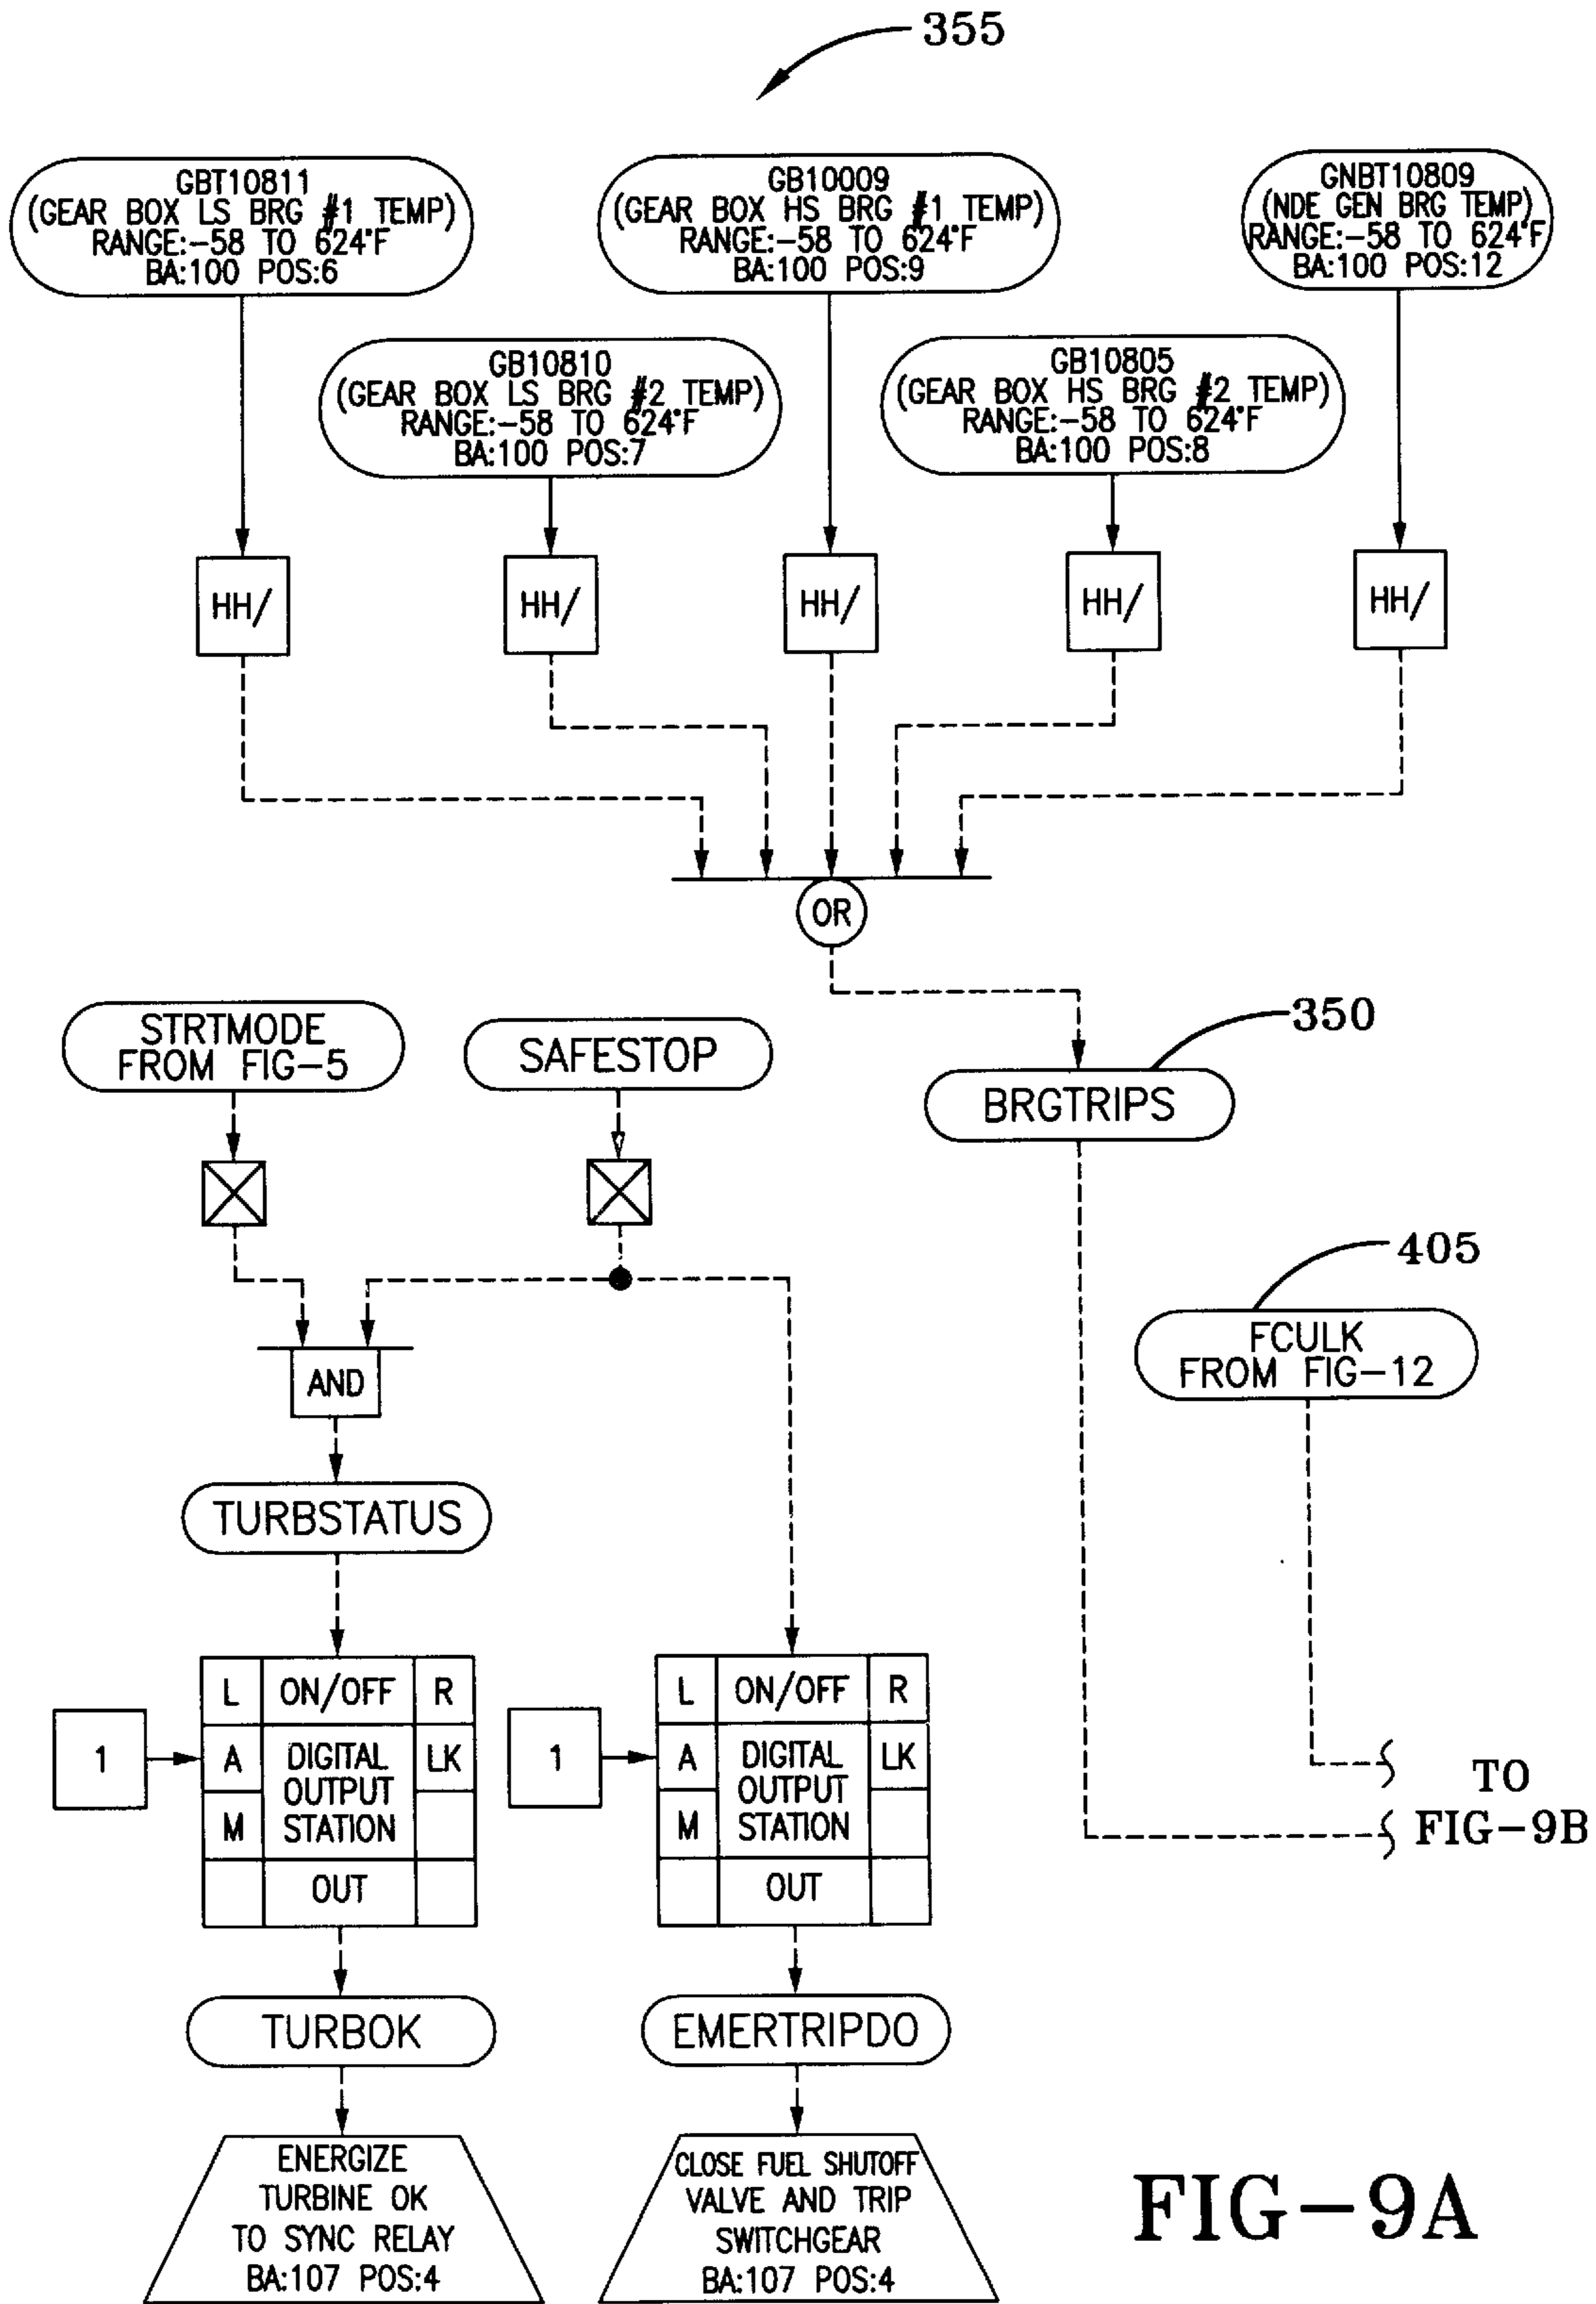 355
GBT10811
(GEAR BOX LS BRG #1 TEMP)
RANGE:-58 TO 624°F
BA:100 POS:6
GB10009
(GEAR BOX HS BRG #1 TEMP)
RANGE:-58 TO 624°F
BA:100 POS:9
GNBT10809
(NDE GEN BRG TEMP)
RANGE:-58 TO 624°F
BA:100 POS:12
GB10810
(GEAR BOX LS BRG #2 TEMP)
RANGE:-58 TO 624°F
BA:100 POS:7
GB10805
(GEAR BOX HS BRG #2 TEMP)
RANGE:-58 TO 624°F
BA:100 POS:8
HH/
HH/
HH/
HH/
HH/
OR
STRTMODE
FROM FIG-5
SAFESTOP
350
BRGTRIPS
405
FCULK
FROM FIG-12
AND
TURBSTATUS
1
L
ON/OFF
R
A
DIGITAL
OUTPUT
STATION
LK
M
OUT
1
L
ON/OFF
R
A
DIGITAL
OUTPUT
STATION
LK
M
OUT
TO
FIG-9B
TURBOK
EMERTRIPDO
ENERGIZE
TURBINE OK
TO SYNC RELAY
BA:107 POS:4
CLOSE FUEL SHUTOFF
VALVE AND TRIP
SWITCHGEAR
BA:107 POS:4
FIG-9A